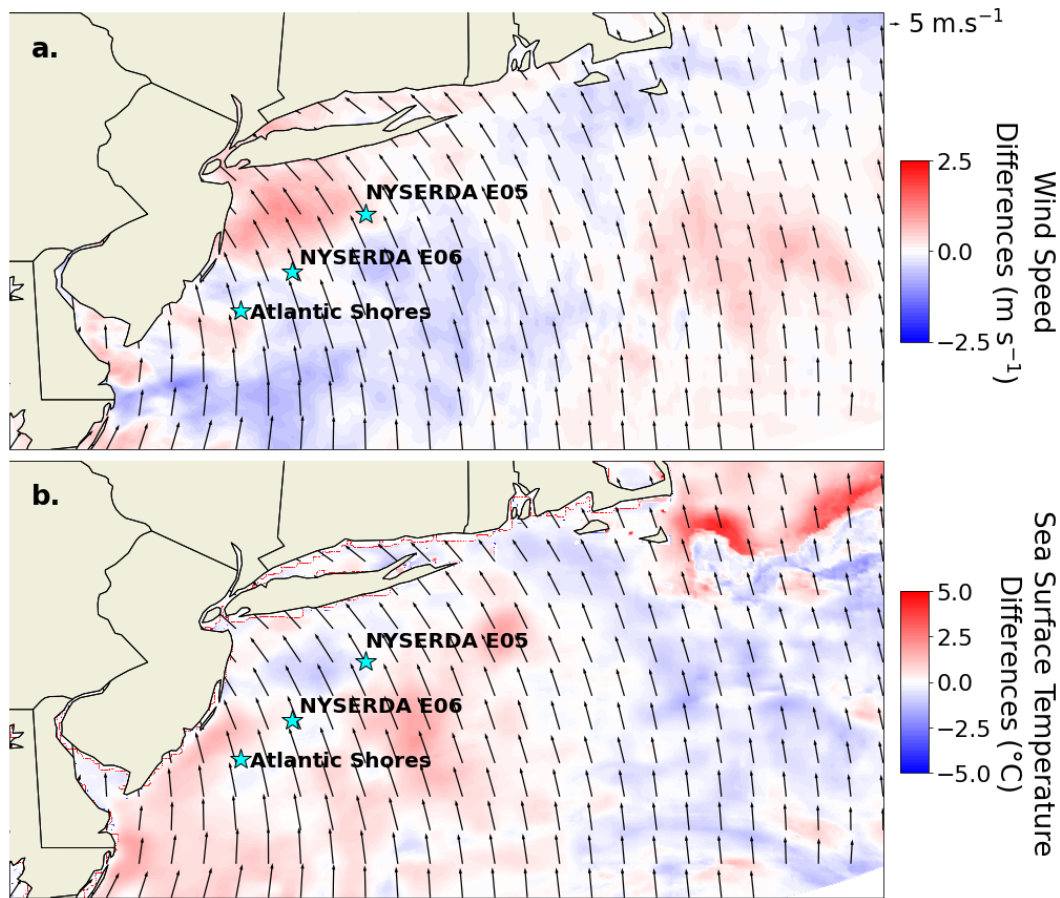 a.
5 m.s⁻¹
NYSERDA E05
NYSERDA E06
Atlantic Shores
2.5
0.0
−2.5
Wind Speed
Differences (m s⁻¹)
b.
NYSERDA E05
NYSERDA E06
Atlantic Shores
5.0
2.5
0.0
−2.5
−5.0
Sea Surface Temperature
Differences (°C)